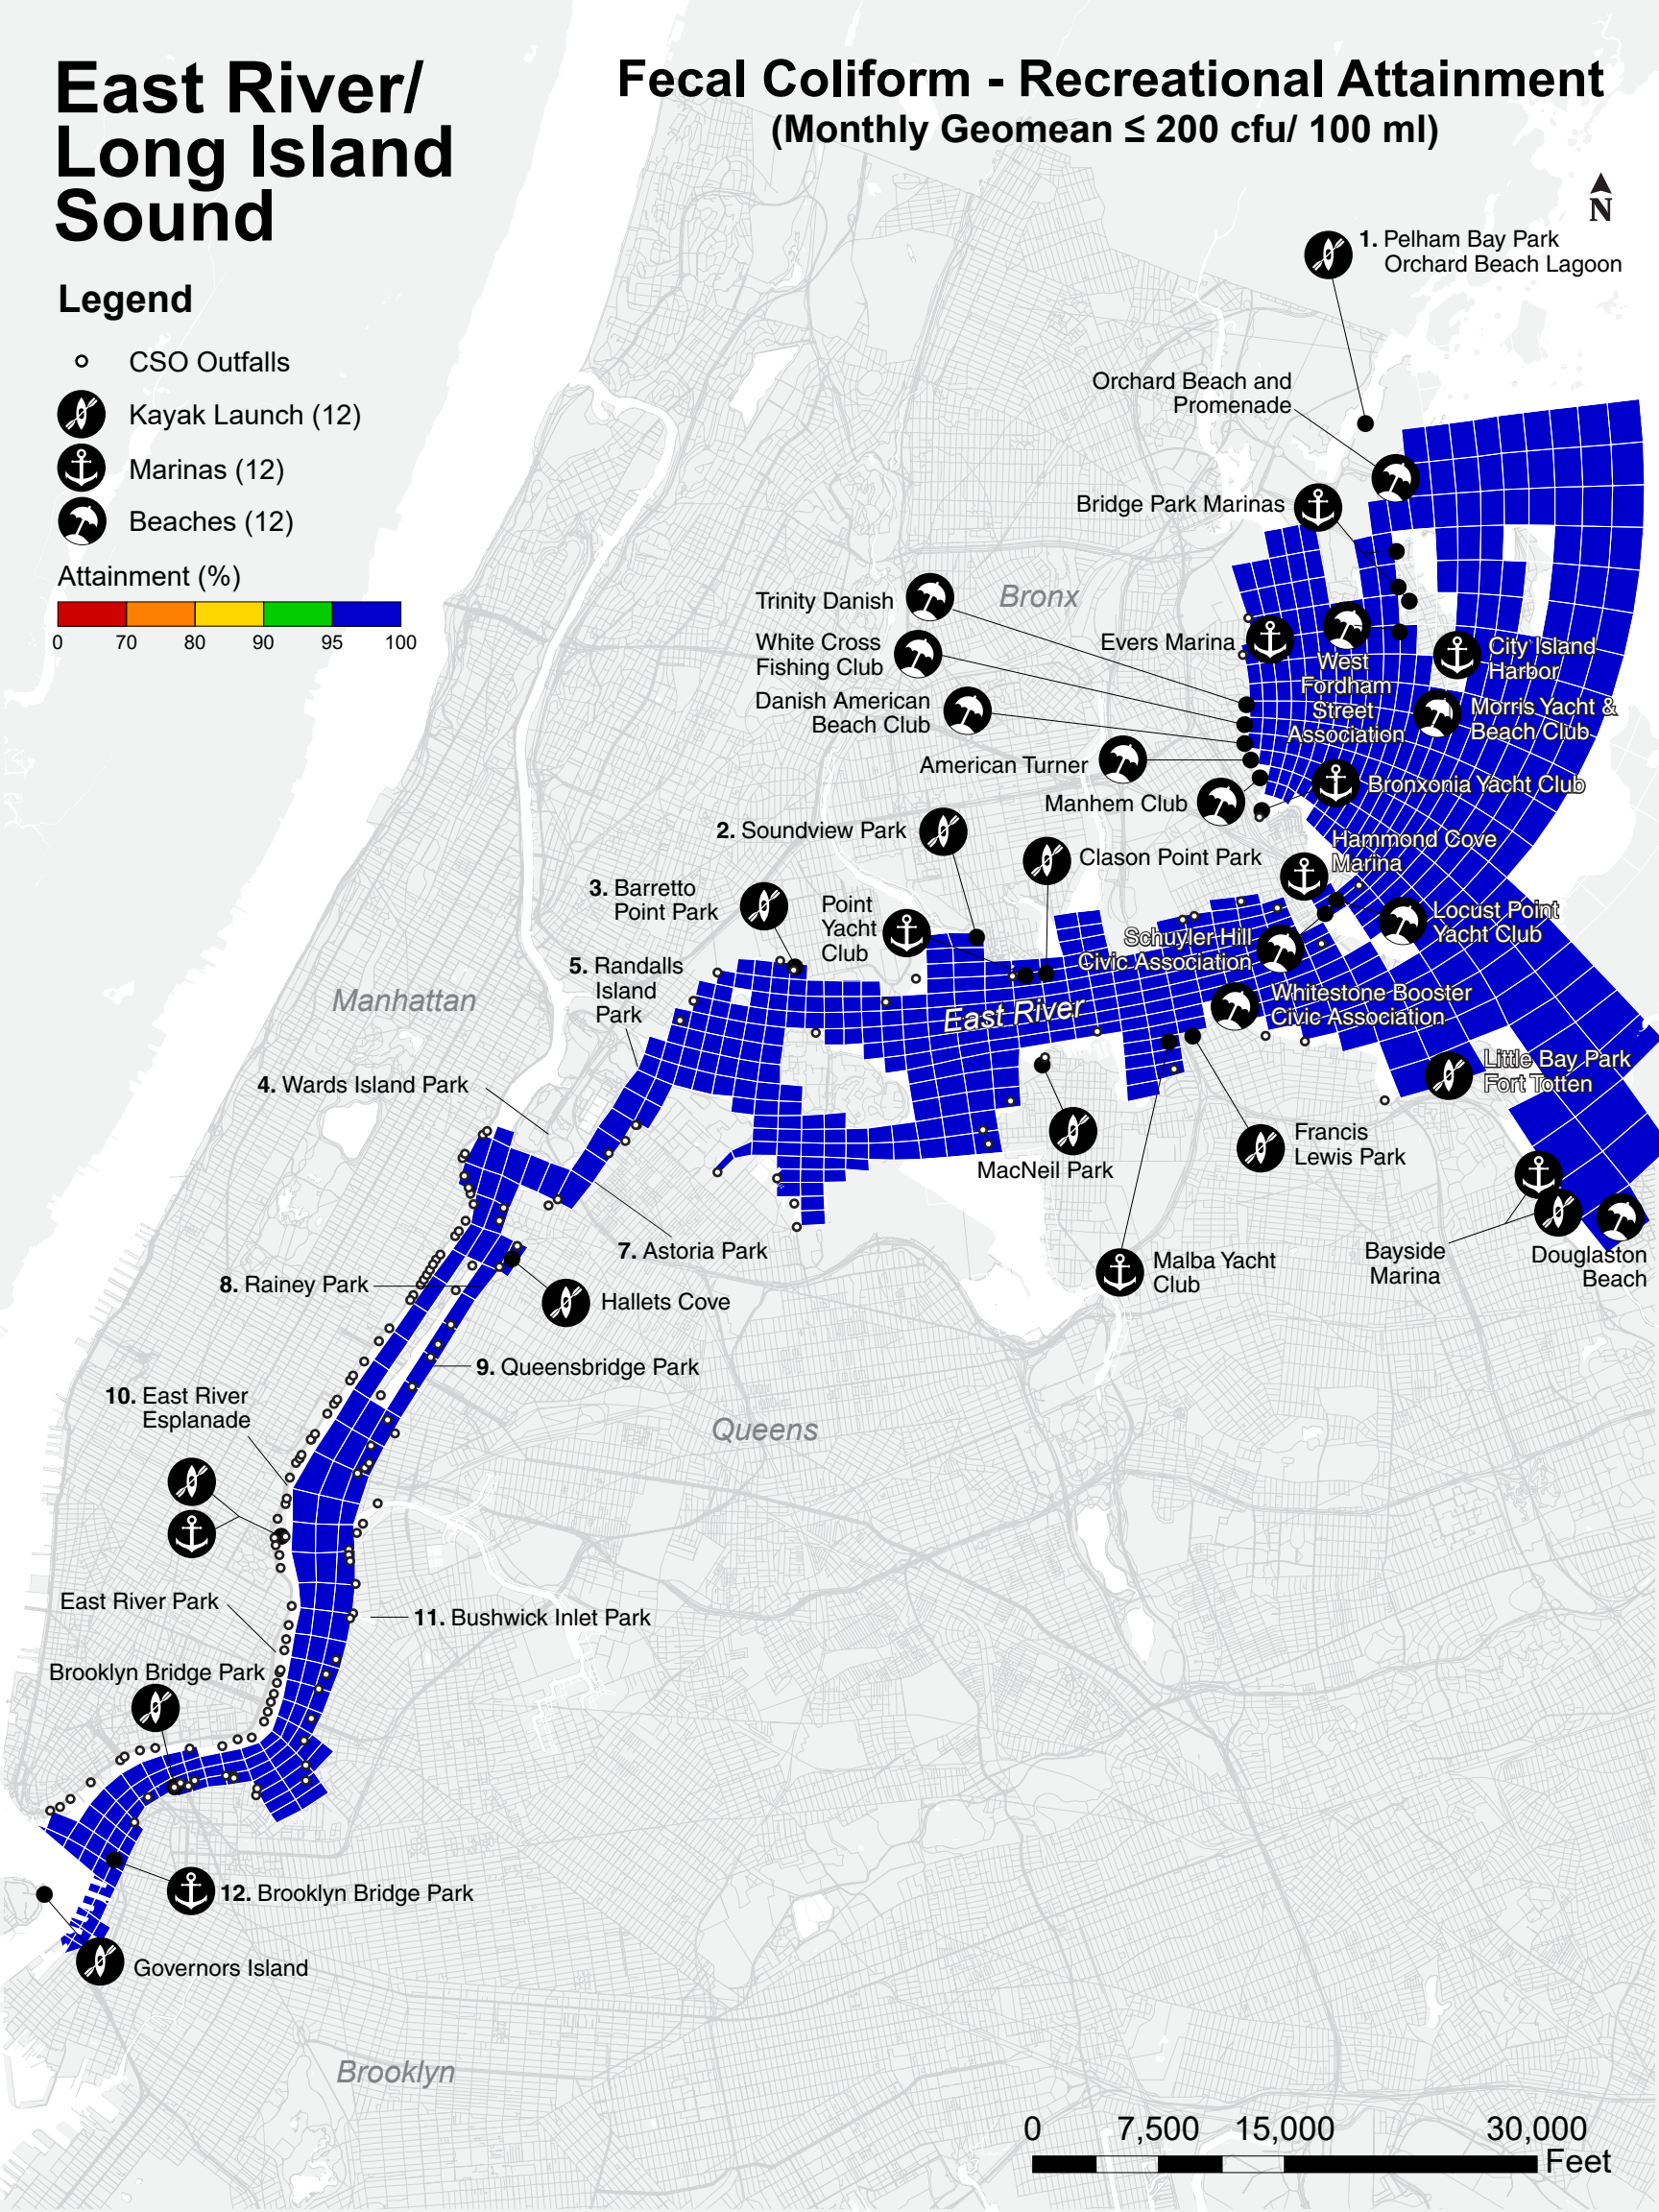 East River/
Long Island
Sound
Fecal Coliform - Recreational Attainment
(Monthly Geomean ≤ 200 cfu/ 100 ml)
N
Legend
CSO Outfalls
Kayak Launch (12)
Marinas (12)
Beaches (12)
Attainment (%)
0 70 80 90 95 100
1. Pelham Bay Park
Orchard Beach Lagoon
Orchard Beach and
Promenade
Bridge Park Marinas
Bronx
Trinity Danish
White Cross
Fishing Club
Danish American
Beach Club
Evers Marina
West
Fordham
Street
Association
City Island
Harbor
Morris Yacht &
Beach Club
American Turner
Manhem Club
Bronxonia Yacht Club
2. Soundview Park
Clason Point Park
Hammond Cove
Marina
3. Barretto
Point Park
Point
Yacht
Club
Locust Point
Yacht Club
Schuyler Hill
Civic Association
5. Randalls
Island
Park
Manhattan
East River
Whitestone Booster
Civic Association
4. Wards Island Park
Little Bay Park
Fort Totten
MacNeil Park
Francis
Lewis Park
7. Astoria Park
Malba Yacht
Club
Bayside
Marina
Douglaston
Beach
8. Rainey Park
Hallets Cove
9. Queensbridge Park
10. East River
Esplanade
Queens
East River Park
11. Bushwick Inlet Park
Brooklyn Bridge Park
12. Brooklyn Bridge Park
Governors Island
Brooklyn
0 7,500 15,000 30,000
Feet